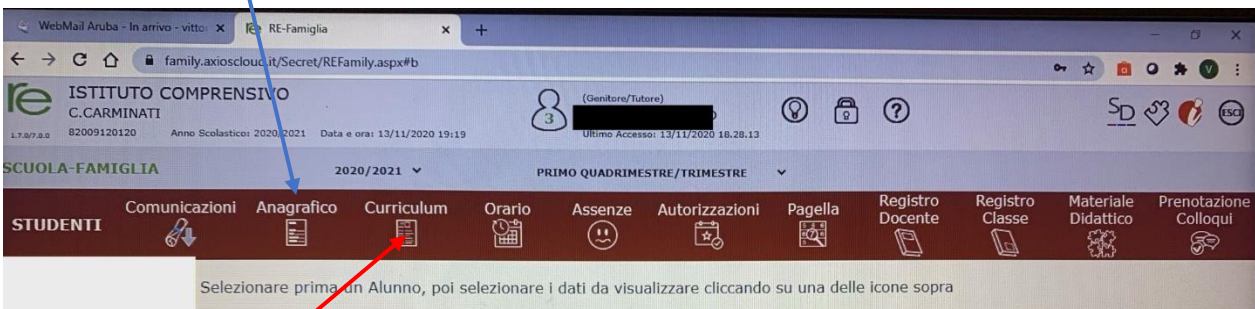 WebMail Aruba - In arrivo - vitto
RE-Famiglia
family.axioscloud.it/Secret/REFamily.aspx#b
V
re
ISTITUTO COMPRENSIVO
C.CARMINATI
1.7.0/7.0.0 82009120120 Anno Scolastico: 2020/2021 Data e ora: 13/11/2020 19:19
3
(Genitore/Tutore)
Ultimo Accesso: 13/11/2020 18.28.13
?
SD
ESCI
SCUOLA-FAMIGLIA 2020/2021 PRIMO QUADRIMESTRE/TRIMESTRE
STUDENTI
Comunicazioni
Anagrafico
Curriculum
Orario
Assenze
Autorizzazioni
Pagella
Registro
Docente
Registro
Classe
Materiale
Didattico
Prenotazione
Colloqui
Selezionare prima un Alunno, poi selezionare i dati da visualizzare cliccando su una delle icone sopra